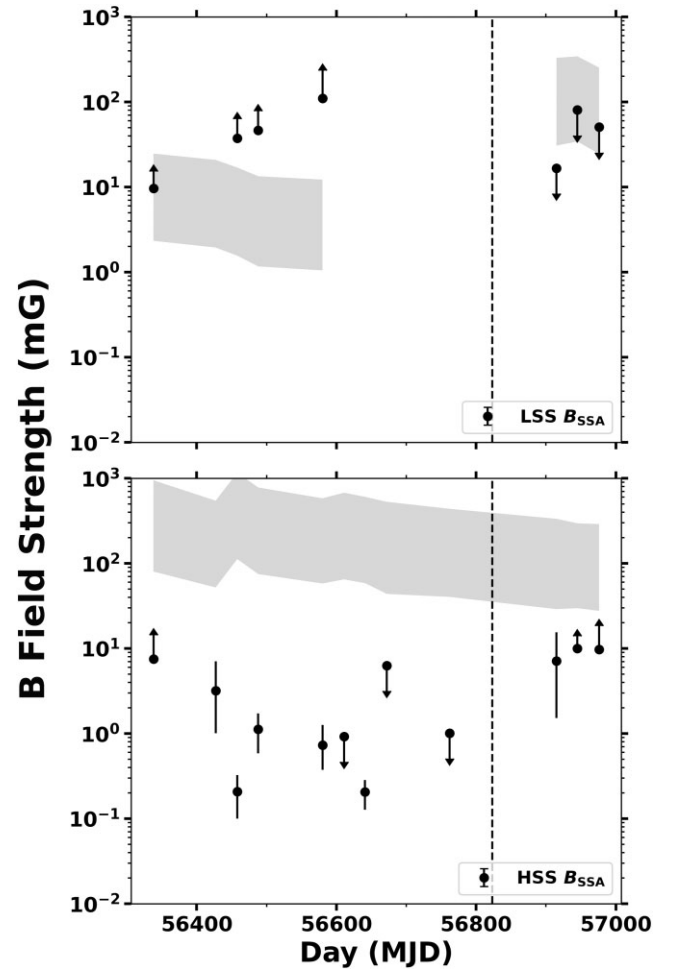 B Field Strength (mG)
10³
10²
10¹
10⁰
10⁻¹
10⁻²
LSS B_SSA
10³
10²
10¹
10⁰
10⁻¹
10⁻²
HSS B_SSA
56400 56600 56800 57000
Day (MJD)